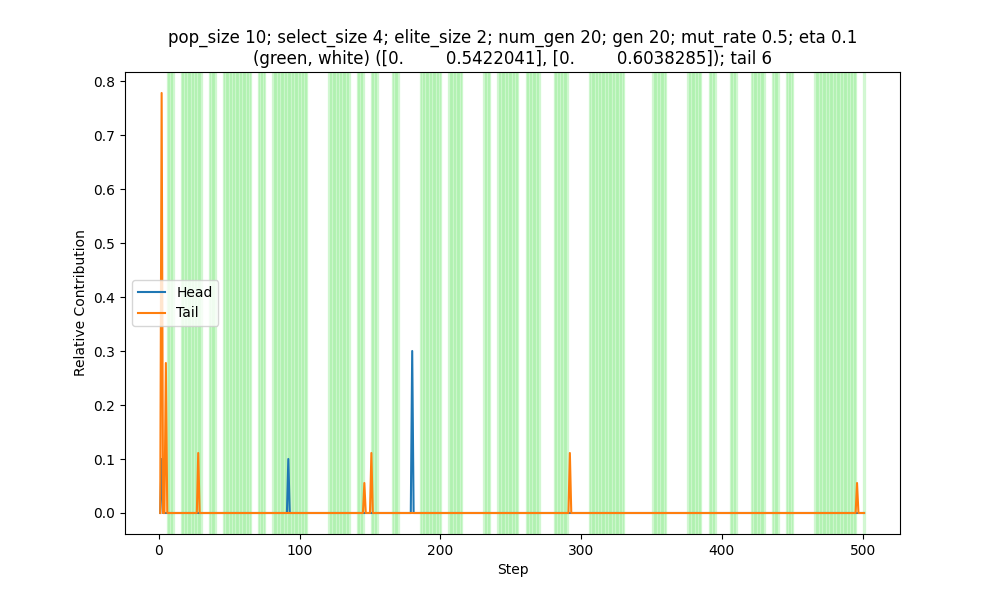 pop_size 10; select_size 4; elite_size 2; num_gen 20; gen 20; mut_rate 0.5; eta 0.1
(green, white) ([0.        0.5422041], [0.        0.6038285]); tail 6
0.8
0.7
0.6
0.5
0.4
0.3
0.2
0.1
0.0
Relative Contribution
Head
Tail
0
100
200
300
400
500
Step